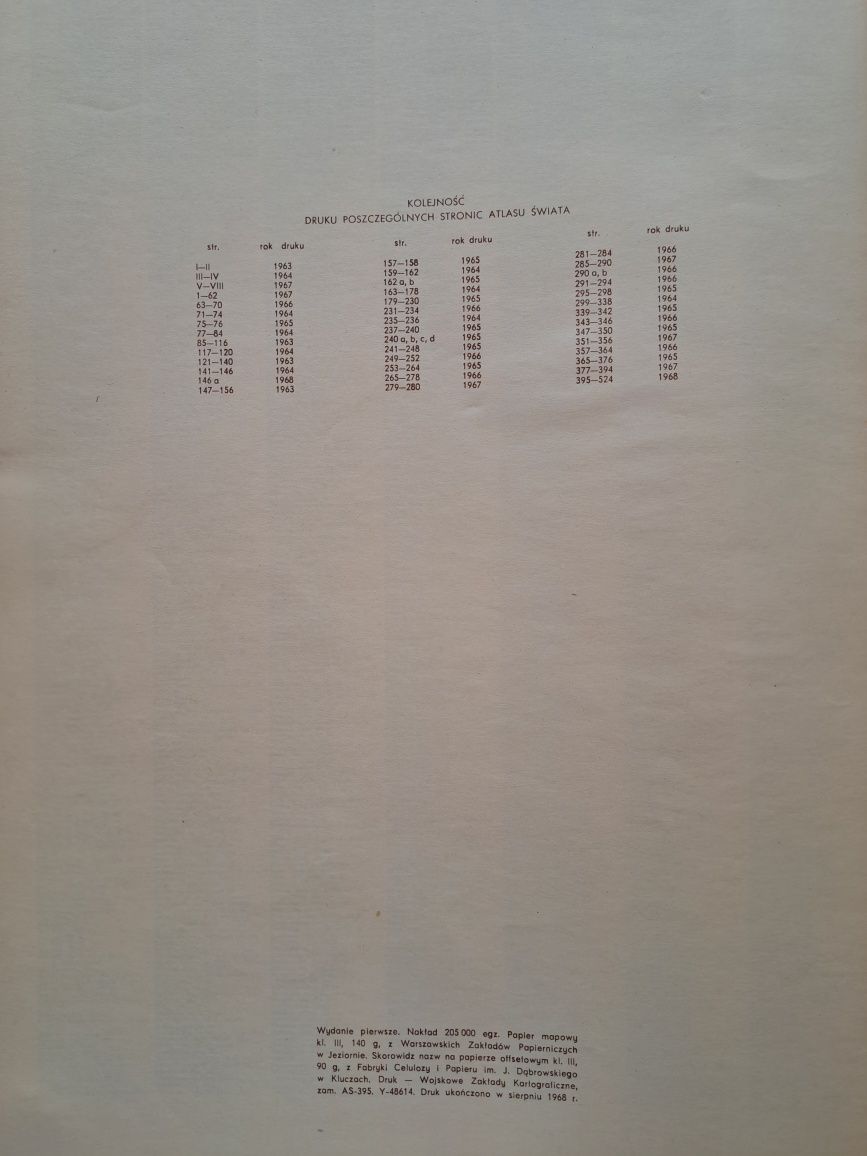 KOLEJNOŚĆ
DRUKU POSZCZEGÓLNYCH STRONIC ATLASU ŚWIATA
str. rok druku
I—II 1963
III—IV 1964
V—VIII 1967
1—62 1967
63—70 1966
71—74 1964
75—76 1965
77—84 1964
85—116 1963
117—120 1964
121—140 1963
141—146 1964
146 a 1968
147—156 1963
str. rok druku
157—158 1965
159—162 1964
162 a, b 1965
163—178 1964
179—230 1965
231—234 1966
235—236 1964
237—240 1965
240 a, b, c, d 1965
241—248 1965
249—252 1966
253—264 1965
265—278 1966
279—280 1967
str. rok druku
281—284 1966
285—290 1967
290 a, b 1966
291—294 1966
295—298 1965
299—338 1964
339—342 1965
343—346 1966
347—350 1965
351—356 1967
357—364 1966
365—376 1965
377—394 1967
395—524 1968
Wydanie pierwsze. Nakład 205 000 egz. Papier mapowy
kl. III, 140 g, z Warszawskich Zakładów Papierniczych
w Jeziornie. Skorowidz nazw na papierze offsetowym kl. III,
90 g, z Fabryki Celulozy i Papieru im. J. Dąbrowskiego
w Kluczach. Druk — Wojskowe Zakłady Kartograficzne,
zam. AS-395. Y-48614. Druk ukończono w sierpniu 1968 r.